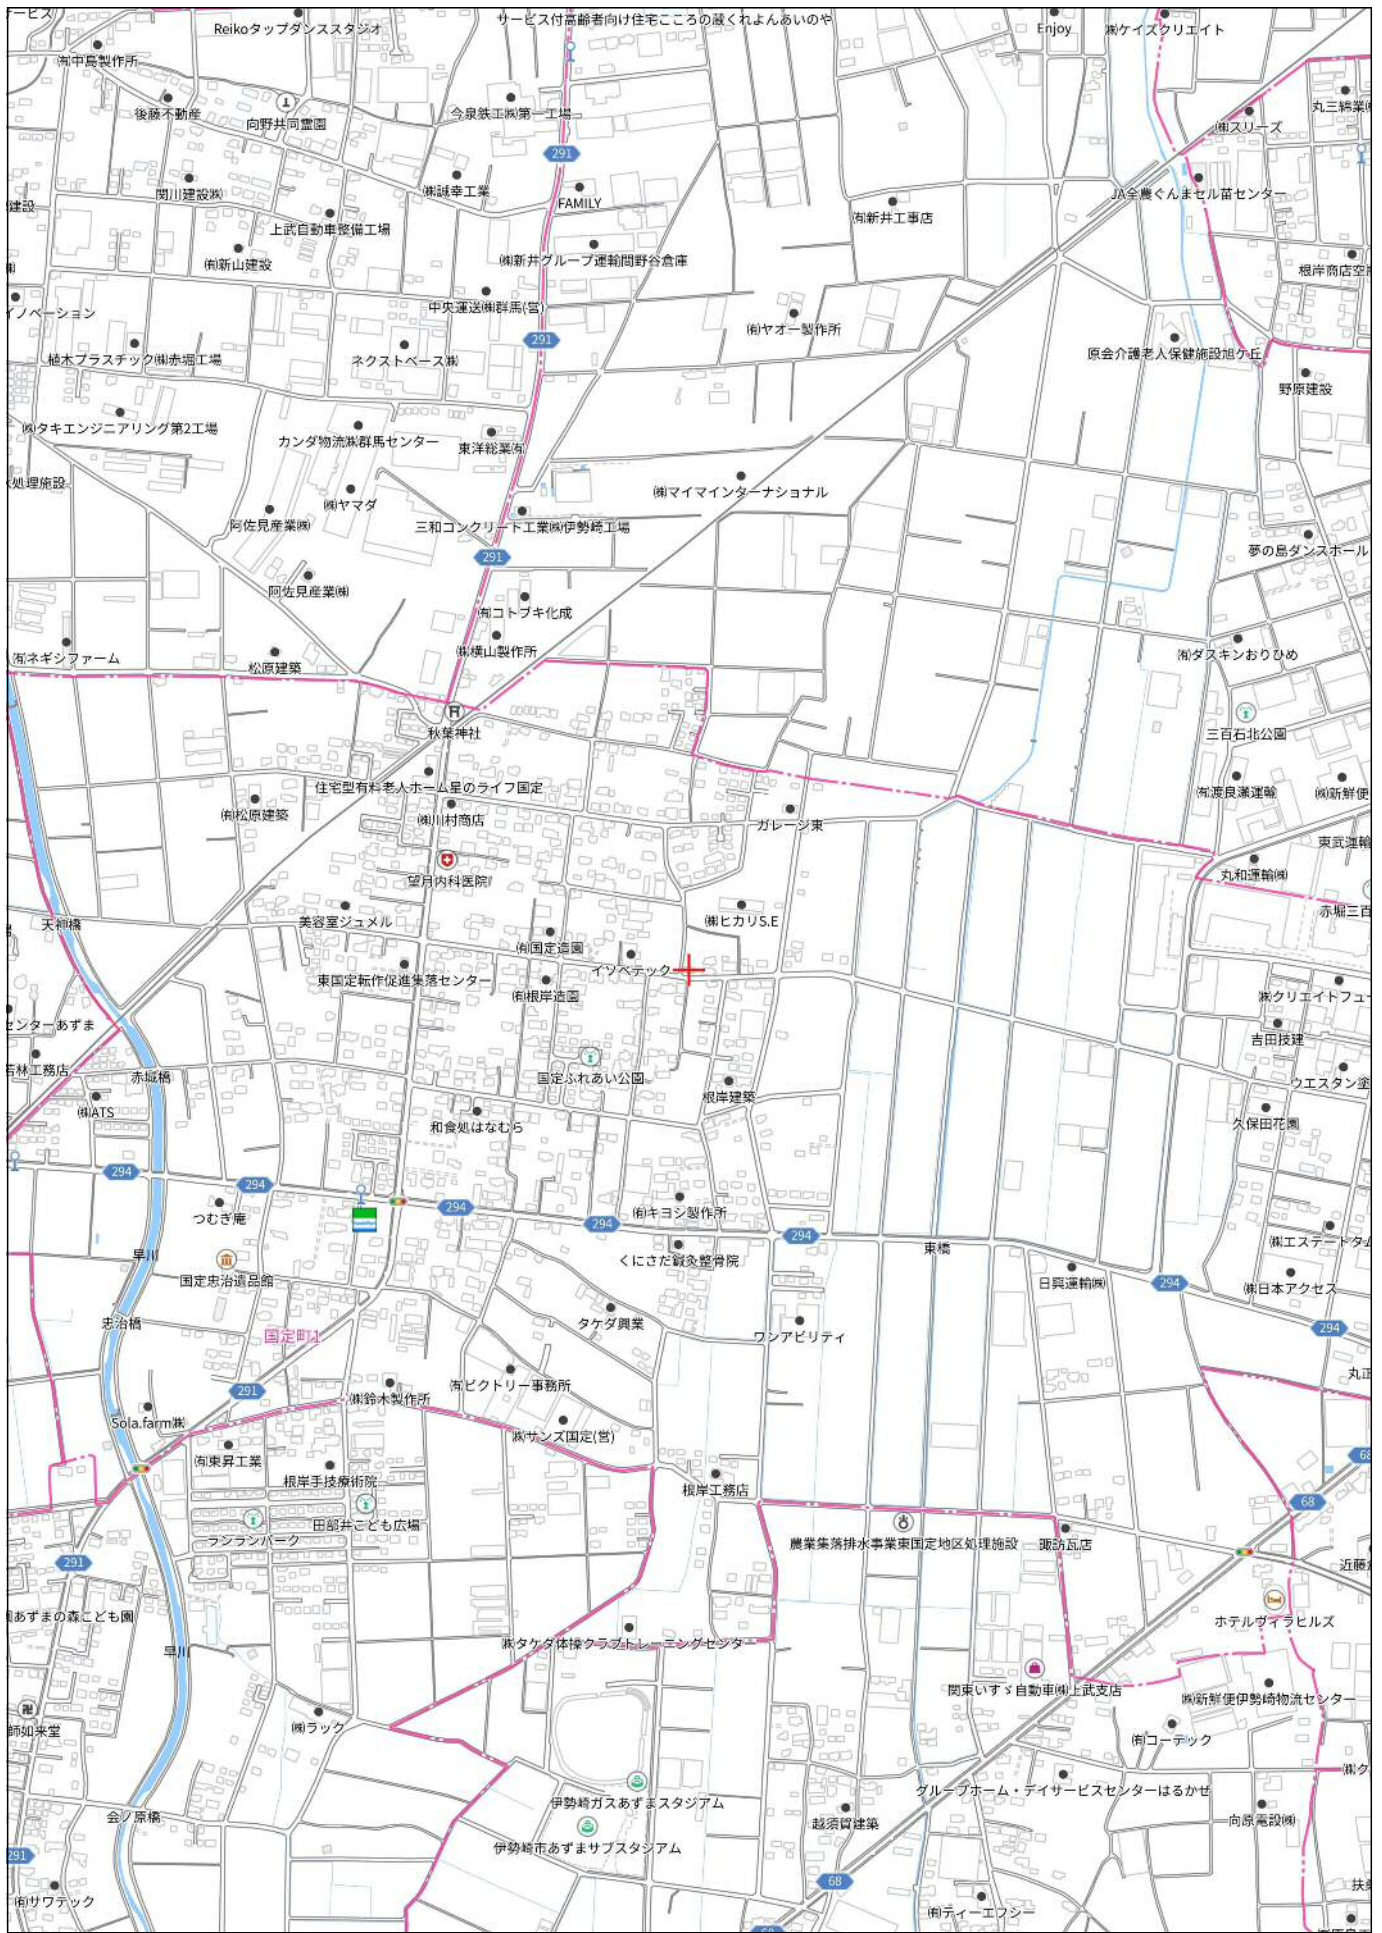 サービス付高齢者向け住宅こころの蔵くれよんあいのや
Reikoタップダンススタジオ
Enjoy
㈱ケイズクリエイト
㈲中島製作所
後藤不動産
向野共同霊園
今泉鉄工㈱第一工場
㈱スリーズ
291
関川建設㈱
㈱誠幸工業
FAMILY
JA全農ぐんまセル苗センター
㈲新井工事店
上武自動車整備工場
㈲新山建設
㈱新井グループ運輸間野谷倉庫
中央運送㈱群馬(営)
イノベーション
㈲ヤオー製作所
291
植木プラスチック㈱赤堀工場
ネクストベース㈱
原会介護老人保健施設旭ケ丘
野原建設
㈱タキエンジニアリング第2工場
カンダ物流㈱群馬センター
東洋総業㈲
処理施設
㈱ヤマダ
㈱マイマインターナショナル
阿佐見産業㈱
三和コンクリート工業㈱伊勢崎工場
291
夢の島ダンスホール
阿佐見産業㈱
㈲コトブキ化成
㈱横山製作所
㈲ネギシファーム
松原建築
㈲ダスキンおりひめ
秋葉神社
三百石北公園
住宅型有料老人ホーム星のライフ国定
㈲渡良瀬運輸
㈱新鮮便
㈲松原建築
㈱川村商店
ガレージ東
東武運輸
望月内科医院
丸和運輸㈱
天神橋
美容室ジュメル
㈱ヒカリS.E
赤堀三百
㈲国定造園
イソベテック
東国定転作促進集落センター
㈲根岸造園
㈱クリエイトフュー
センターあずま
吉田技建
若林工務店
赤城橋
国定ふれあい公園
根岸建築
ウエスタン塗
㈱ATS
和食処はなむら
久保田花園
294
294
294
294
294
つむぎ庵
㈲キヨシ製作所
早川
国定忠治遺品館
くにさだ鍼灸整骨院
東橋
㈱エステートタム
日興運輸㈱
294
㈱日本アクセス
忠治橋
国定町1
タケダ興業
ワンアビリティ
294
291
㈱鈴木製作所
㈲ビクトリー事務所
丸正
Sola.farm㈱
㈱サンズ国定(営)
㈲東昇工業
根岸手技療術院
68
根岸工務店
68
ランランパーク
田部井こども広場
農業集落排水事業東国定地区処理施設
諏訪瓦店
291
近藤
あずまの森こども園
ホテルヴィラヒルズ
早川
㈱タケダ体操クラブトレーニングセンター
関東いすゞ自動車㈱上武支店
㈱新鮮便伊勢崎物流センター
師如来堂
㈱ラック
㈲コーテック
グループホーム・デイサービスセンターはるかぜ
伊勢崎ガスあずまスタジアム
会ノ原橋
越須賀建築
向原電設㈱
伊勢崎市あずまサブスタジアム
291
68
㈲サワテック
㈲ティーエフシー